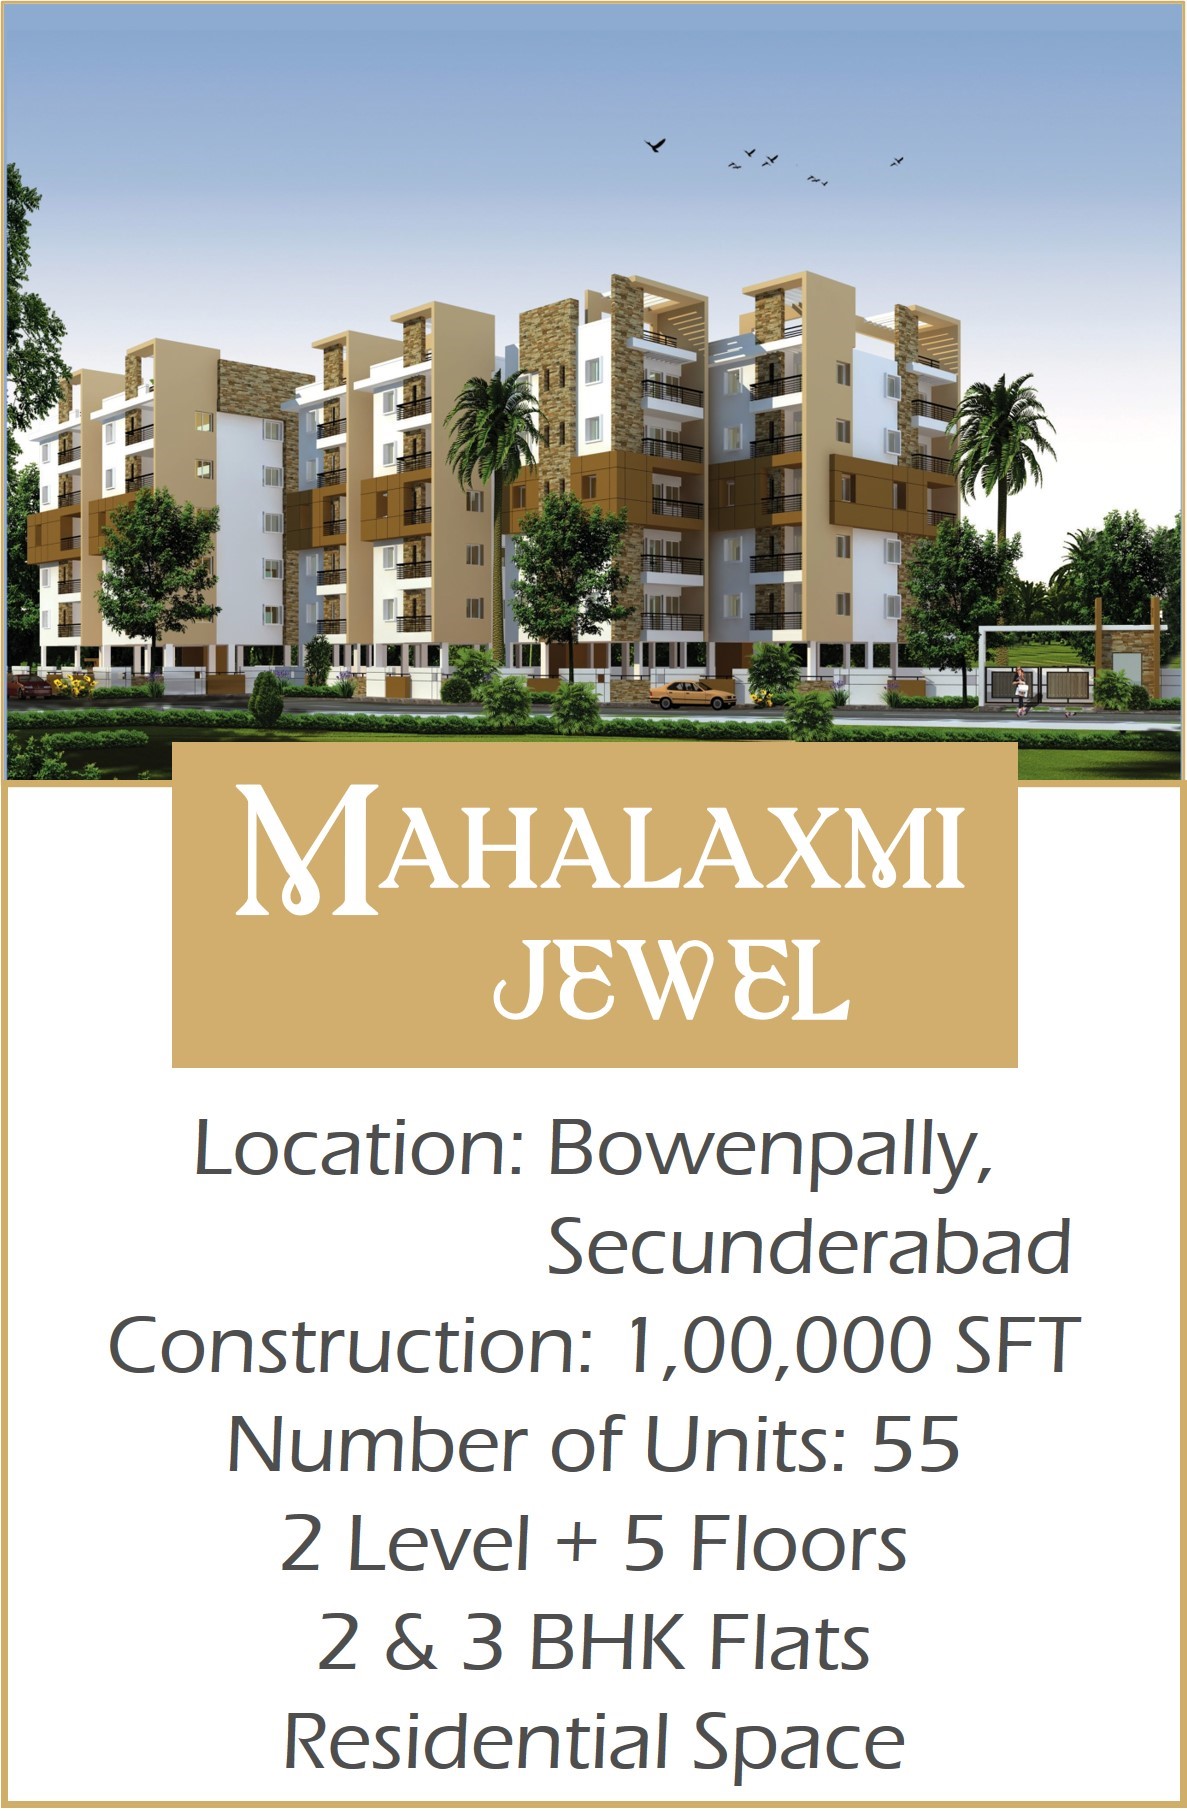 MAHALAXMI
JEWEL
Location: Bowenpally,
Secunderabad
Construction: 1,00,000 SFT
Number of Units: 55
2 Level + 5 Floors
2 & 3 BHK Flats
Residential Space